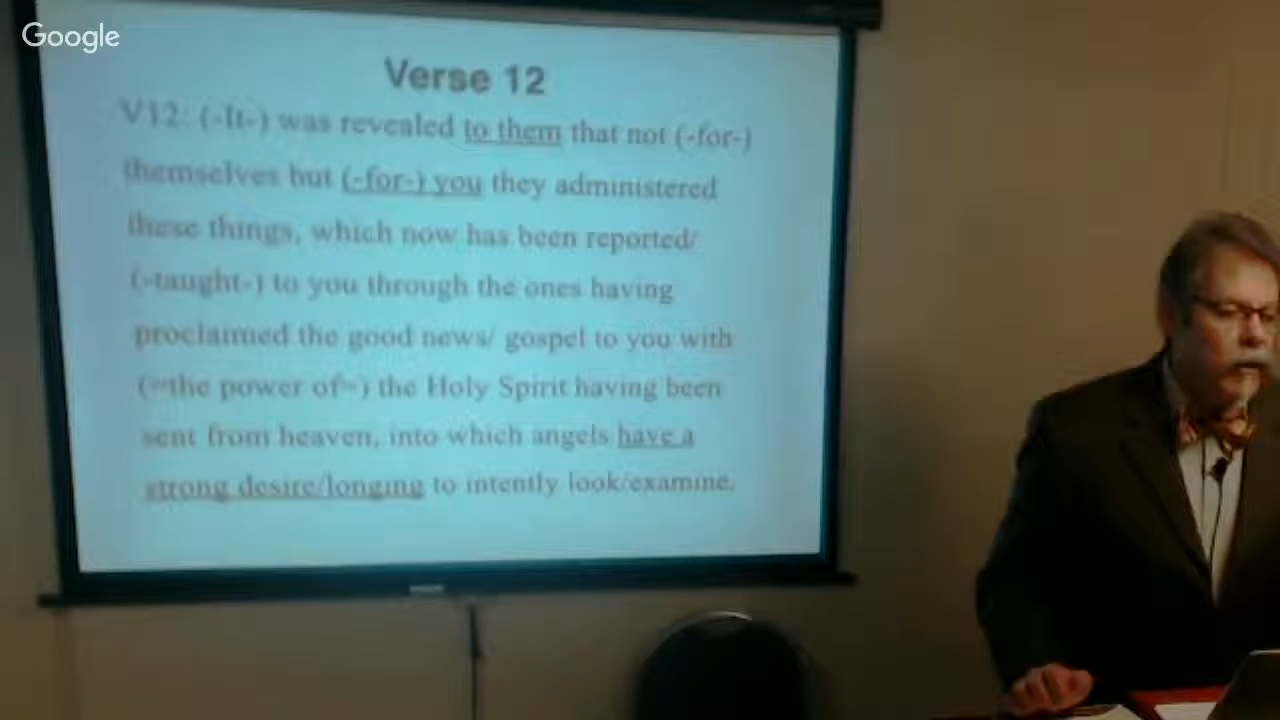 Google
Verse 12
V12: (-It-) was revealed to them that not (-for-)
themselves but (-for-) you they administered
these things, which now has been reported/
(-taught-) to you through the ones having
proclaimed the good news/ gospel to you with
(~the power of~) the Holy Spirit having been
sent from heaven, into which angels have a
strong desire/longing to intently look/examine.